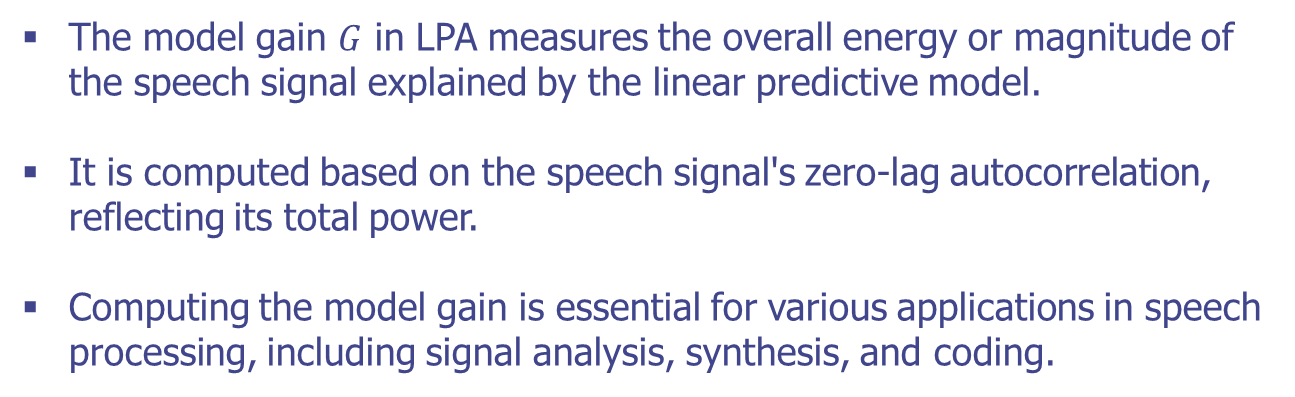 ▪ The model gain G in LPA measures the overall energy or magnitude of
the speech signal explained by the linear predictive model.
▪ It is computed based on the speech signal's zero-lag autocorrelation,
reflecting its total power.
▪ Computing the model gain is essential for various applications in speech
processing, including signal analysis, synthesis, and coding.